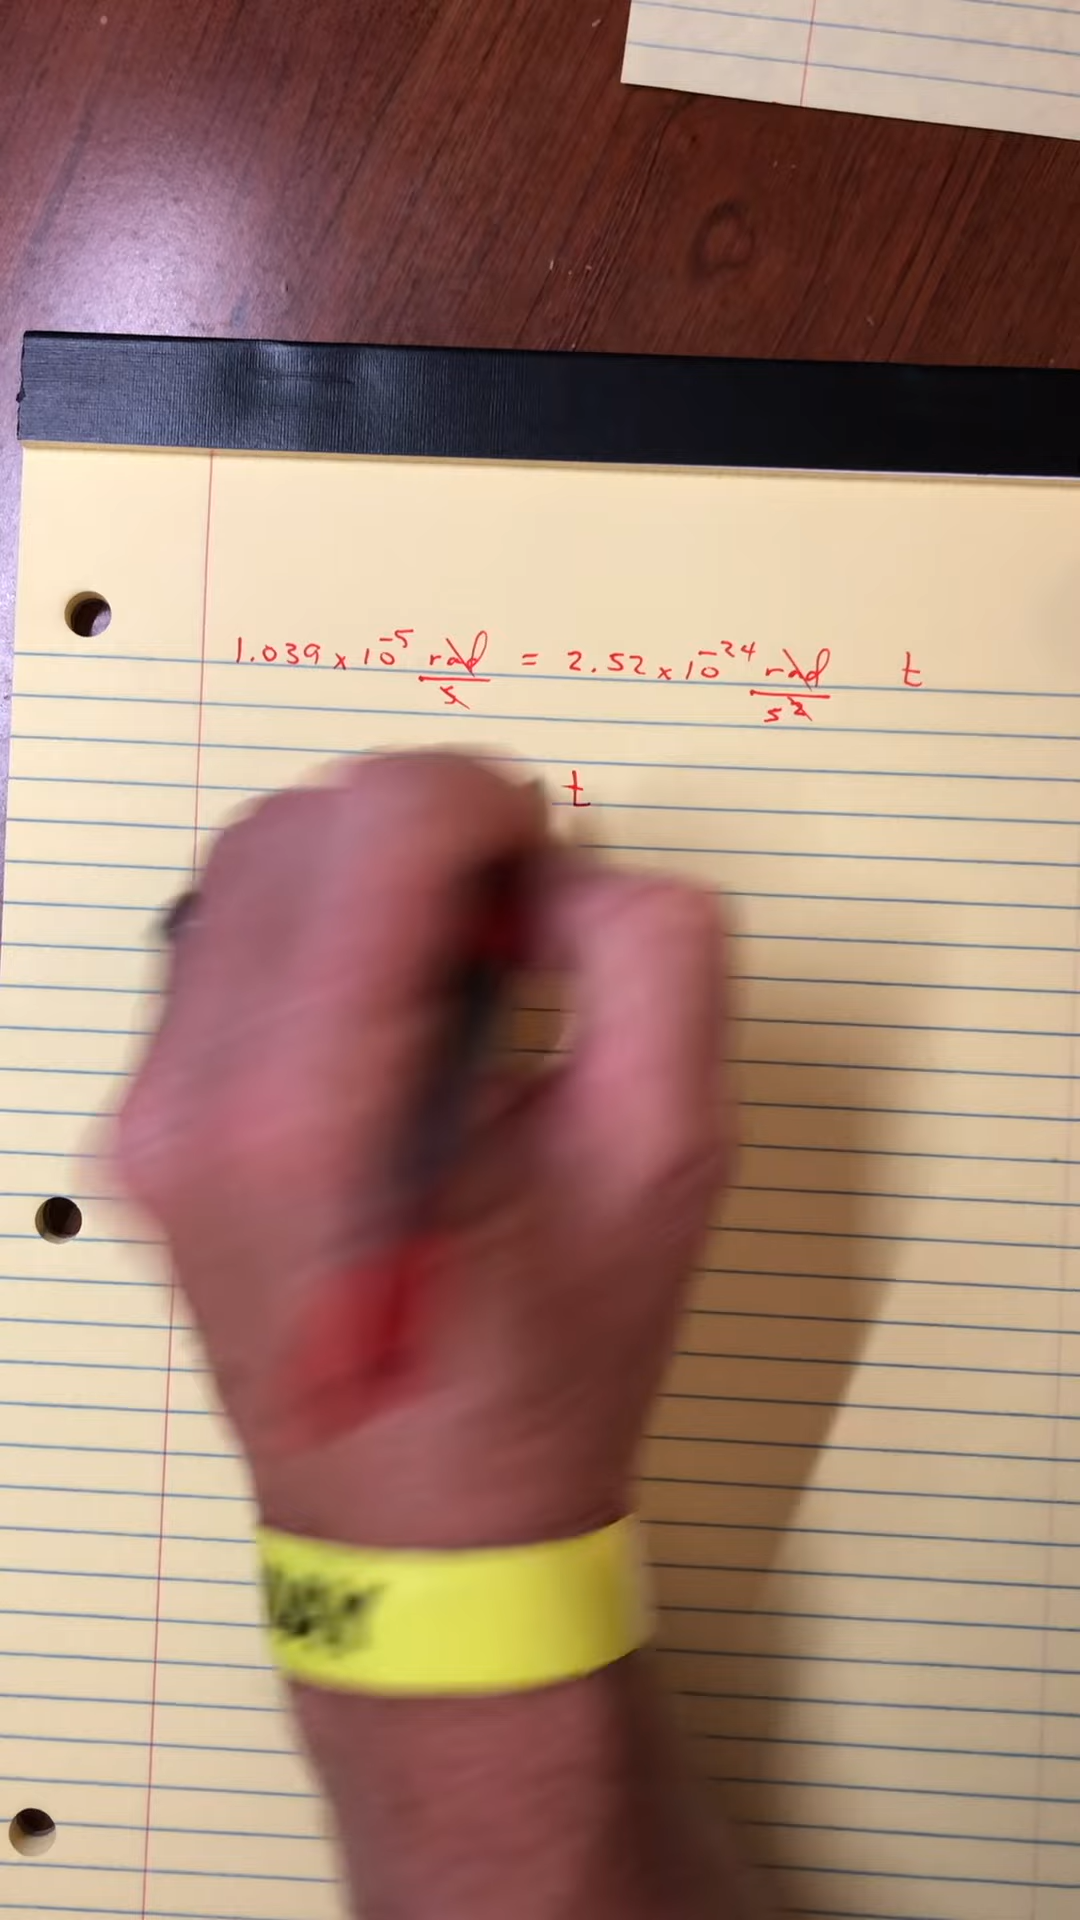 1.039 x 10⁻⁵ rad/s = 2.52 x 10⁻²⁴ rad/s² t
t